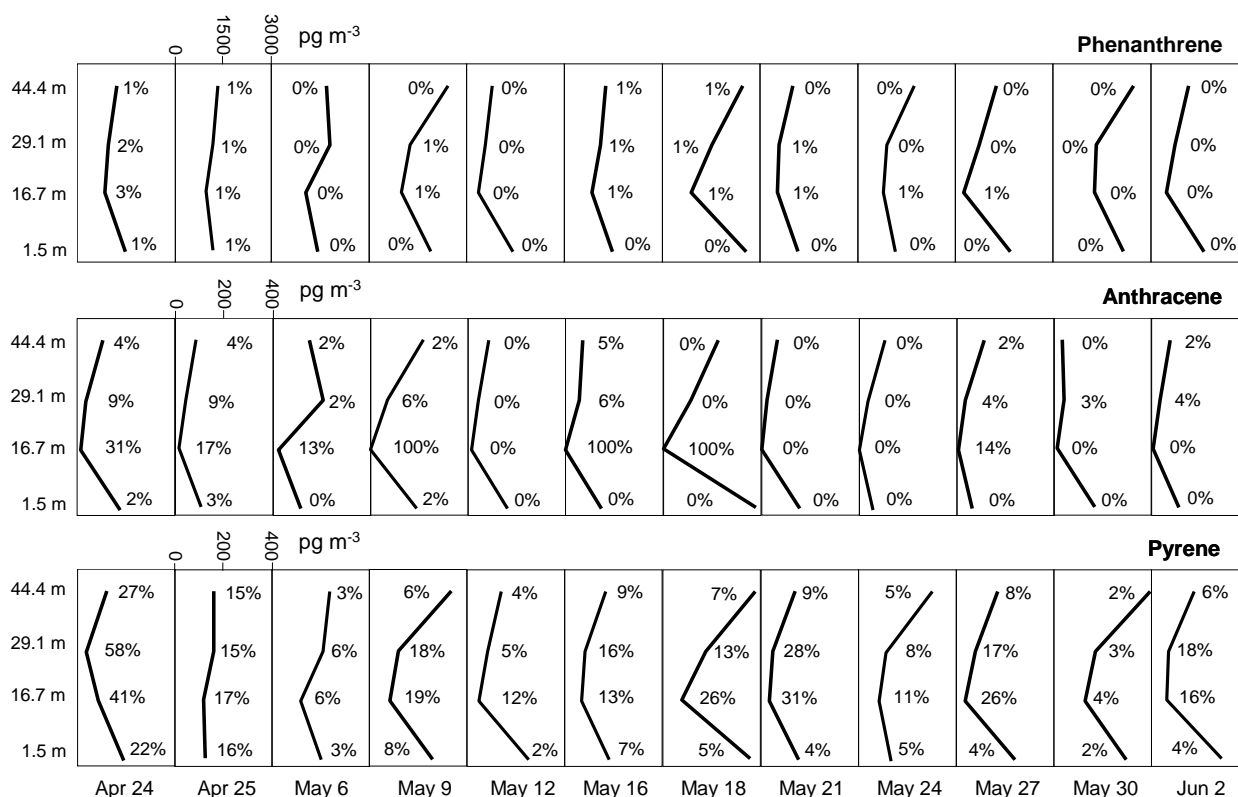 0 1500 3000 pg m⁻³
Phenanthrene
44.4 m 1% 1% 0% 0% 0% 1% 1% 0% 0% 0% 0% 0%
29.1 m 2% 1% 0% 1% 0% 1% 1% 1% 0% 0% 0% 0%
16.7 m 3% 1% 0% 1% 0% 1% 1% 1% 1% 1% 0% 0%
1.5 m 1% 1% 0% 0% 0% 0% 0% 0% 0% 0% 0% 0%
0 200 400 pg m⁻³
Anthracene
44.4 m 4% 4% 2% 2% 0% 5% 0% 0% 0% 2% 0% 2%
29.1 m 9% 9% 2% 6% 0% 6% 0% 0% 0% 4% 3% 4%
16.7 m 31% 17% 13% 100% 0% 100% 100% 0% 0% 14% 0% 0%
1.5 m 2% 3% 0% 2% 0% 0% 0% 0% 0% 0% 0% 0%
0 200 400 pg m⁻³
Pyrene
44.4 m 27% 15% 3% 6% 4% 9% 7% 9% 5% 8% 2% 6%
29.1 m 58% 15% 6% 18% 5% 16% 13% 28% 8% 17% 3% 18%
16.7 m 41% 17% 6% 19% 12% 13% 26% 31% 11% 26% 4% 16%
1.5 m 22% 16% 3% 8% 2% 7% 5% 4% 5% 4% 2% 4%
Apr 24 Apr 25 May 6 May 9 May 12 May 16 May 18 May 21 May 24 May 27 May 30 Jun 2